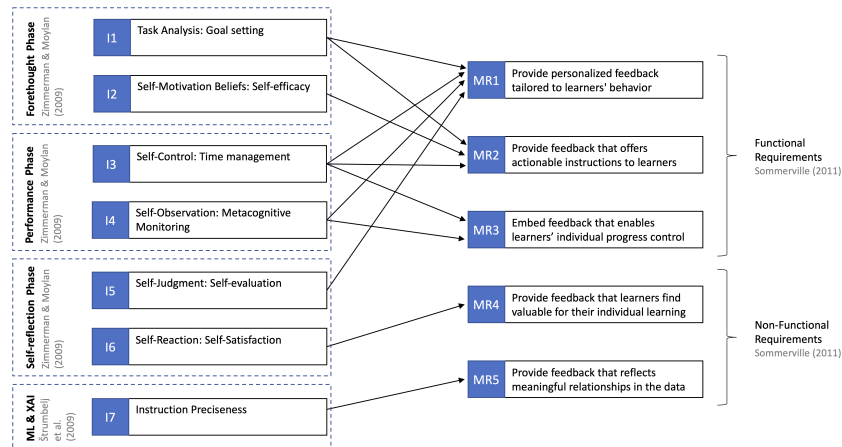 Forethought Phase
Zimmerman & Moylan
(2009)
I1
Task Analysis: Goal setting
I2
Self-Motivation Beliefs: Self-efficacy
Performance Phase
Zimmerman & Moylan
(2009)
I3
Self-Control: Time management
I4
Self-Observation: Metacognitive
Monitoring
Self-reflection Phase
Zimmerman & Moylan
(2009)
I5
Self-Judgment: Self-evaluation
I6
Self-Reaction: Self-Satisfaction
ML & XAI
Štrumbelj
et al.
(2009)
I7
Instruction Preciseness
MR1
Provide personalized feedback
tailored to learners' behavior
MR2
Provide feedback that offers
actionable instructions to learners
MR3
Embed feedback that enables
learners’ individual progress control
MR4
Provide feedback that learners find
valuable for their individual learning
MR5
Provide feedback that reflects
meaningful relationships in the data
Functional
Requirements
Sommerville (2011)
Non-Functional
Requirements
Sommerville (2011)